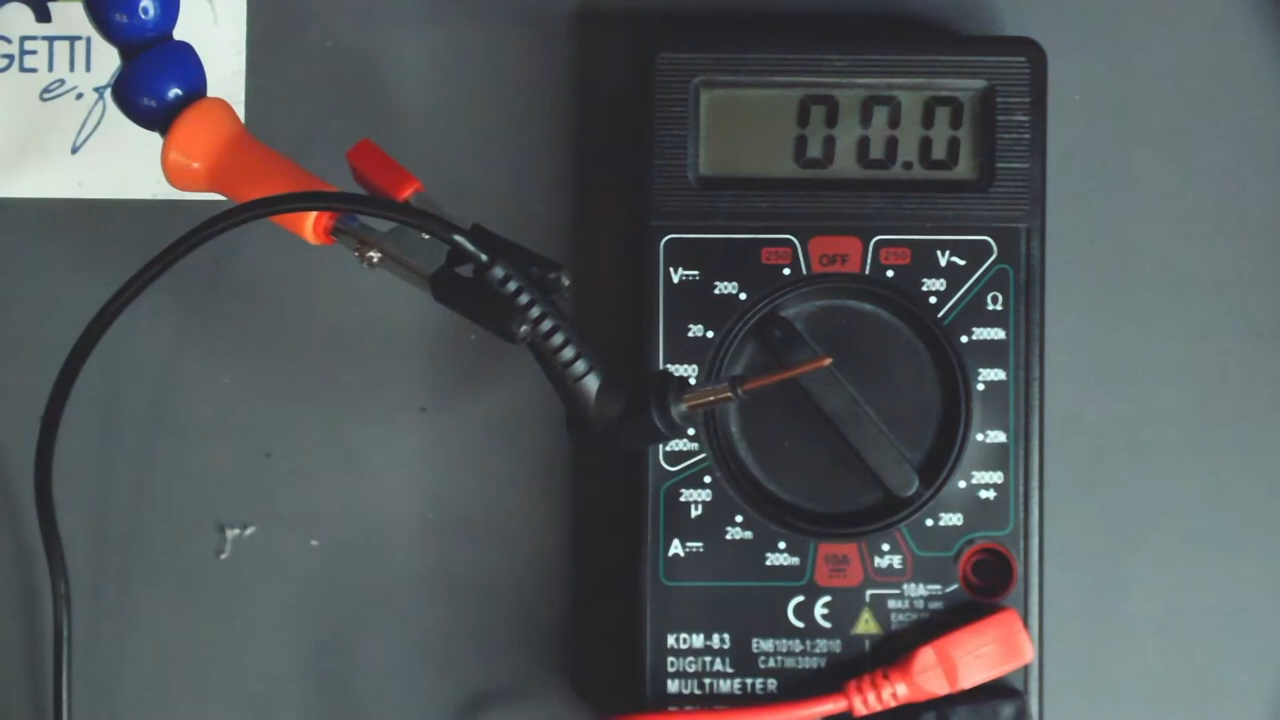 GETTI
e.f
00.0
250
OFF
250
V~
V⎓
200
200
Ω
20
2000k
2000
200k
20k
200m
2000
2000
µ
200
20m
A⎓
200m
10A
hFE
10A⎓
CE
MAX 10
EACH
KDM-83
EN61010-1:2010
DIGITAL
CATIII300V
MULTIMETER